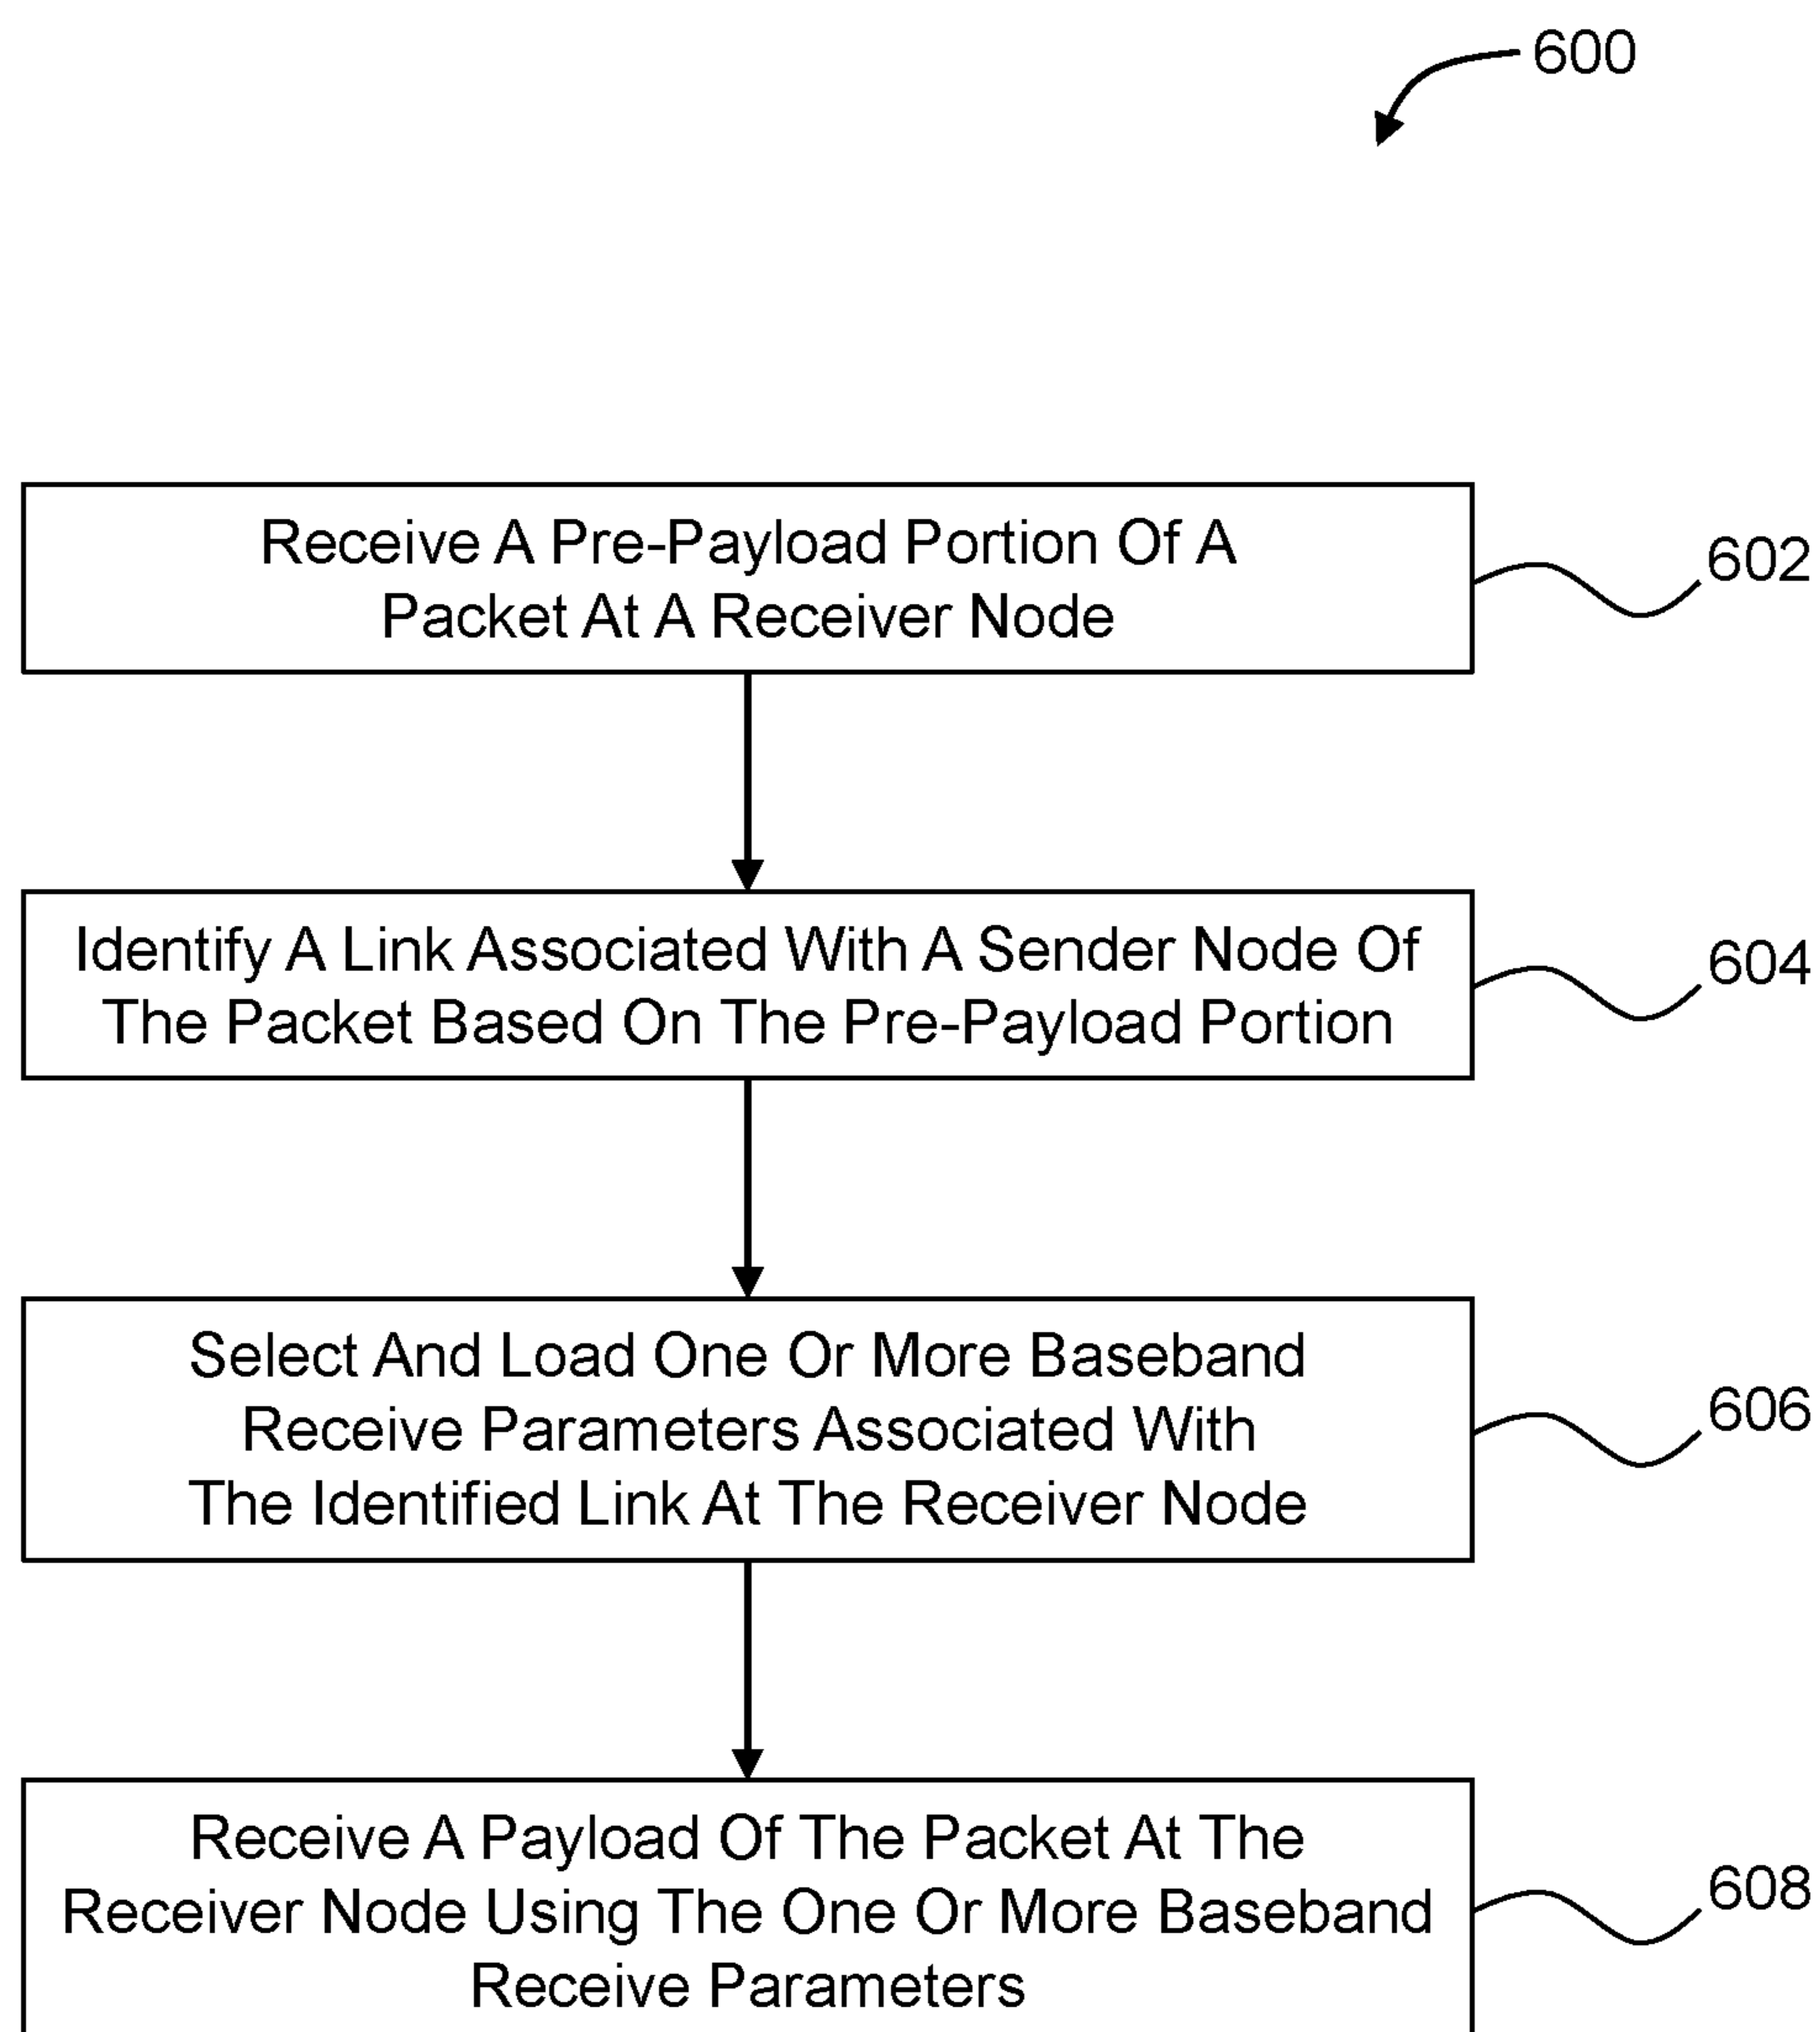 600
Receive A Pre-Payload Portion Of A
Packet At A Receiver Node
602
Identify A Link Associated With A Sender Node Of
The Packet Based On The Pre-Payload Portion
604
Select And Load One Or More Baseband
Receive Parameters Associated With
The Identified Link At The Receiver Node
606
Receive A Payload Of The Packet At The
Receiver Node Using The One Or More Baseband
Receive Parameters
608